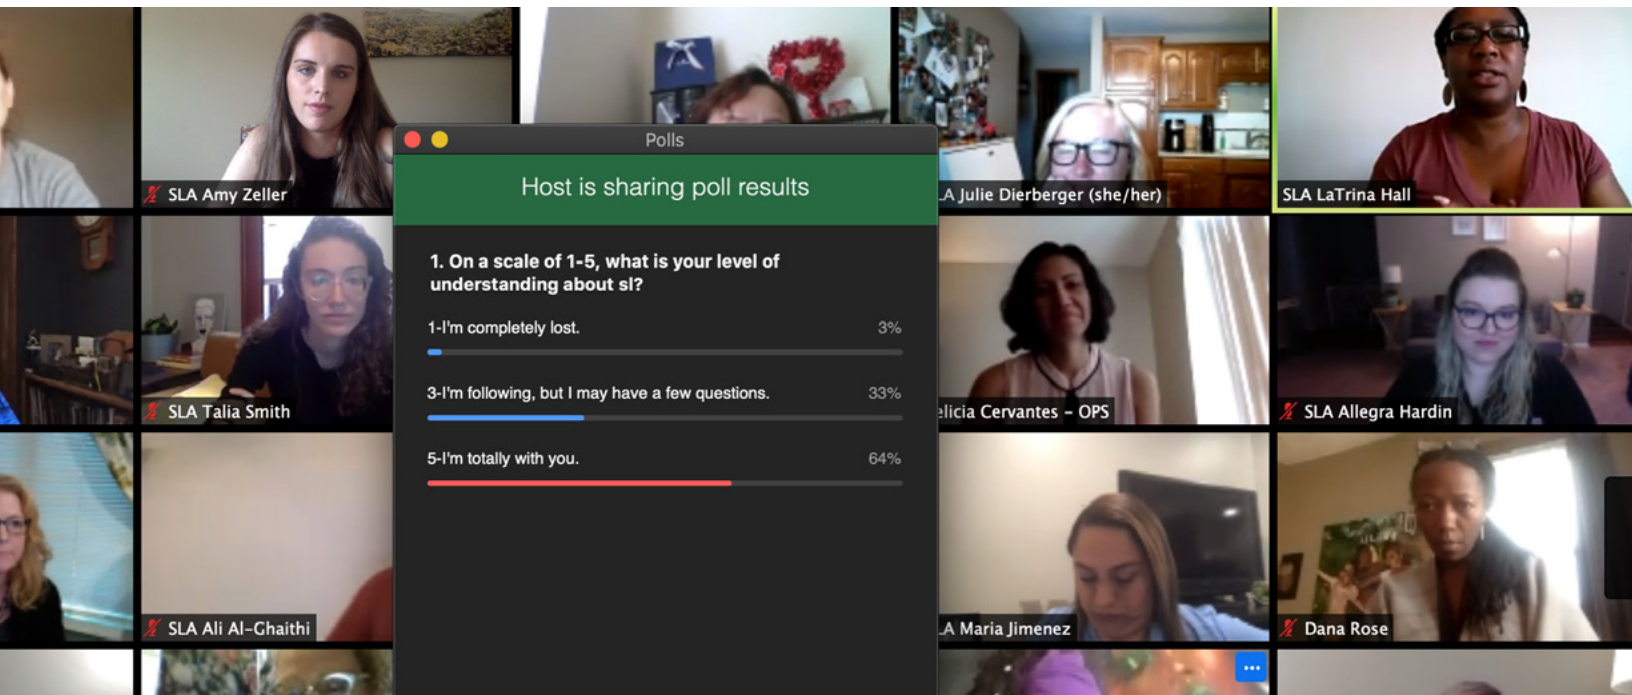 Polls
Host is sharing poll results
1. On a scale of 1-5, what is your level of
understanding about sl?
1-I'm completely lost. 3%
3-I'm following, but I may have a few questions. 33%
5-I'm totally with you. 64%
SLA Amy Zeller
LA Julie Dierberger (she/her)
SLA LaTrina Hall
SLA Talia Smith
elicia Cervantes - OPS
SLA Allegra Hardin
SLA Ali Al-Ghaithi
LA Maria Jimenez
Dana Rose